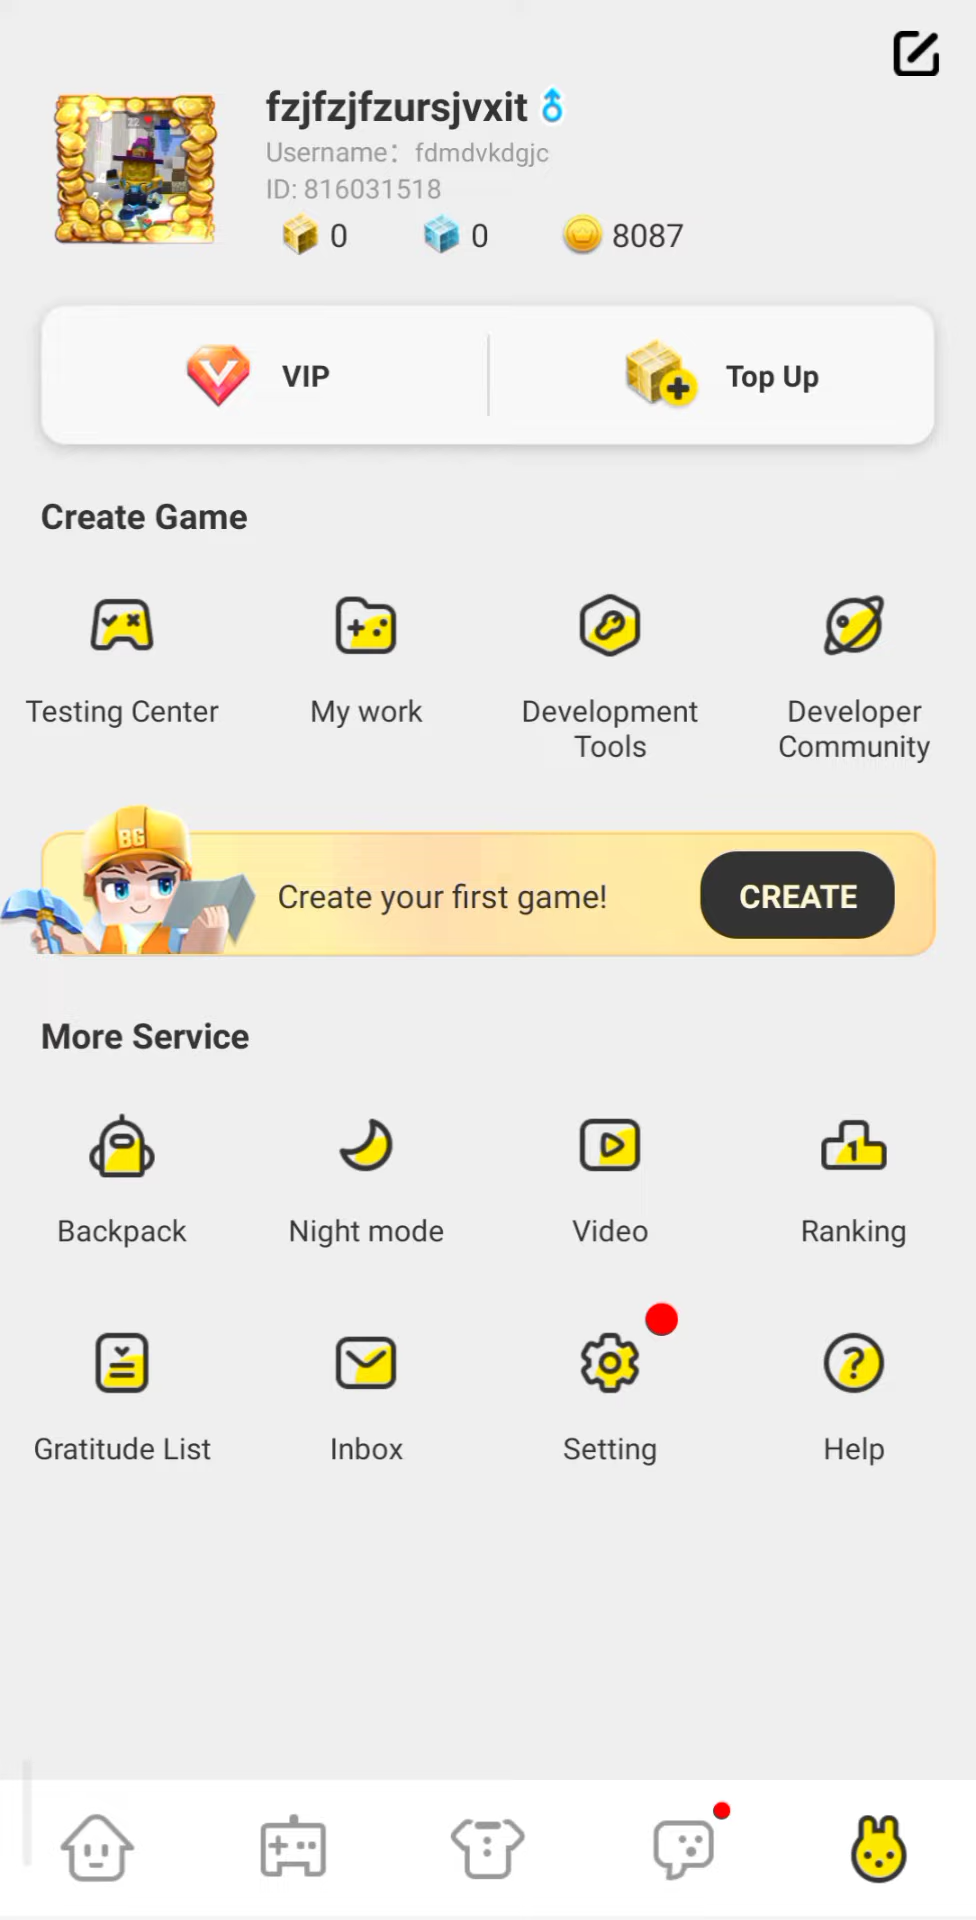 fzjfzjfzursjvxit
Username： fdmdvkdgjc
ID: 816031518
0 0 8087
VIP Top Up
Create Game
Testing Center My work Development Tools Developer Community
BG
Create your first game! CREATE
More Service
Backpack Night mode Video Ranking
Gratitude List Inbox Setting Help